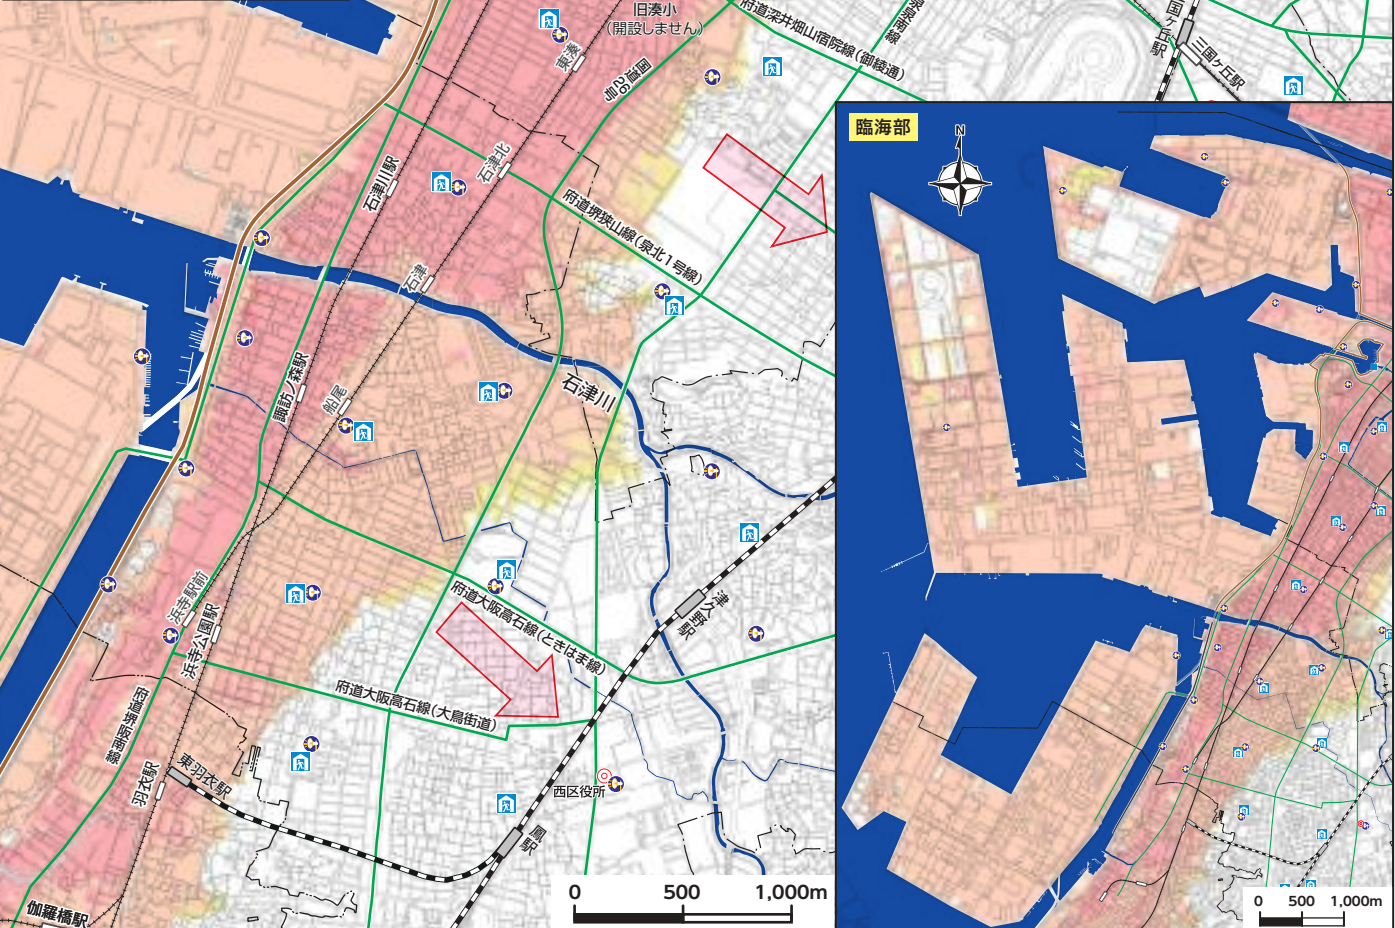 旧湊小
（開設しません）
東湊
国道26号
府道深井畑山宿院線（御綾通）
泉泉南線
国ヶ丘駅
三国ヶ丘駅
臨海部
N
石津川駅
石津北
府道堺狭山線（泉北1号線）
石津
諏訪ノ森駅
船尾
石津川
浜寺駅前
浜寺公園駅
府道大阪高石線（ときはま線）
津久野駅
府道大阪高石線（大鳥街道）
府道堺阪南線
羽衣駅
東羽衣駅
西区役所
鳳駅
伽羅橋駅
0 500 1,000m
0 500 1,000m